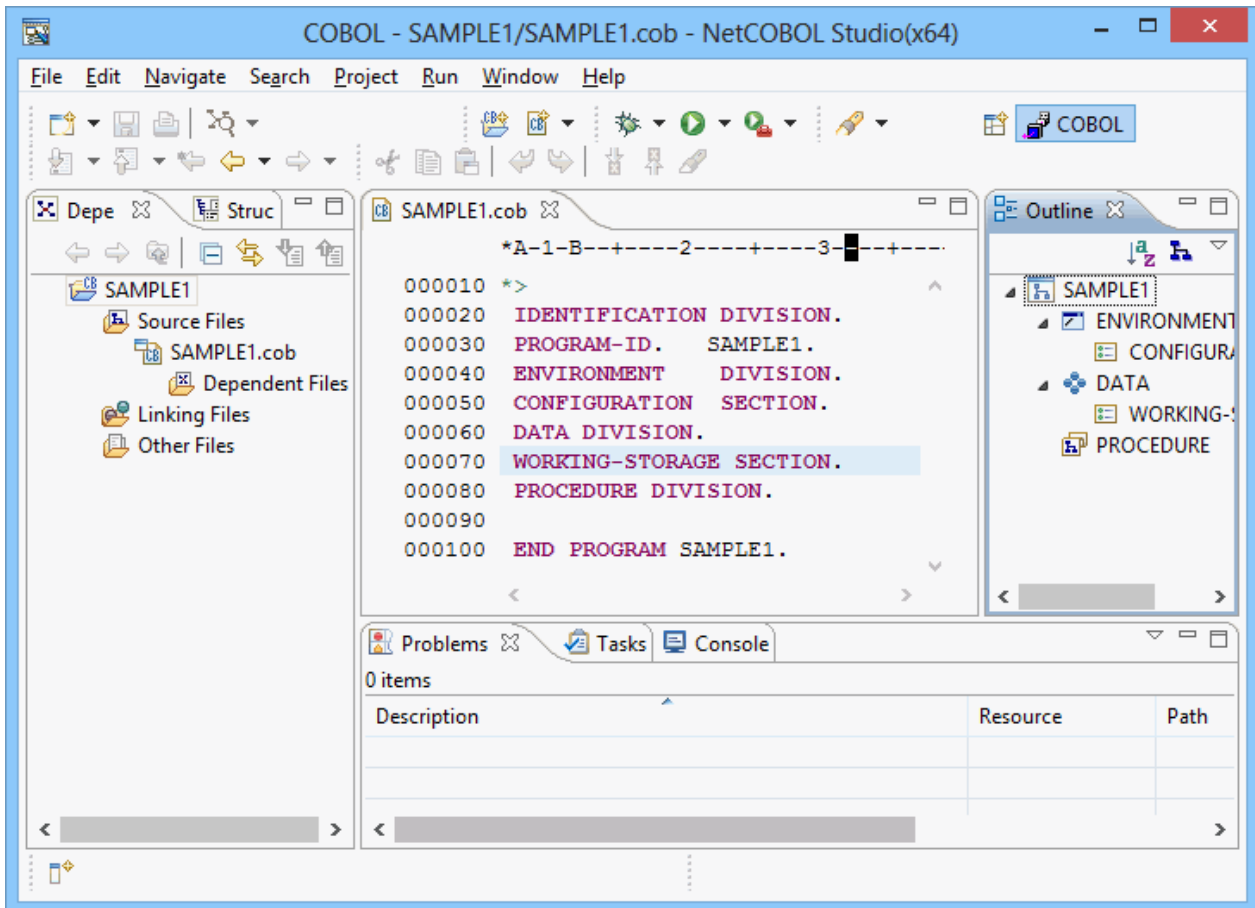 COBOL - SAMPLE1/SAMPLE1.cob - NetCOBOL Studio(x64)
File Edit Navigate Search Project Run Window Help
COBOL
Depe Struc
SAMPLE1
Source Files
SAMPLE1.cob
Dependent Files
Linking Files
Other Files
SAMPLE1.cob
*A-1-B--+----2----+----3-█--+---
000010 *>
000020 IDENTIFICATION DIVISION.
000030 PROGRAM-ID. SAMPLE1.
000040 ENVIRONMENT DIVISION.
000050 CONFIGURATION SECTION.
000060 DATA DIVISION.
000070 WORKING-STORAGE SECTION.
000080 PROCEDURE DIVISION.
000090
000100 END PROGRAM SAMPLE1.
Outline
SAMPLE1
ENVIRONMENT
CONFIGURA
DATA
WORKING-
PROCEDURE
Problems Tasks Console
0 items
Description Resource Path